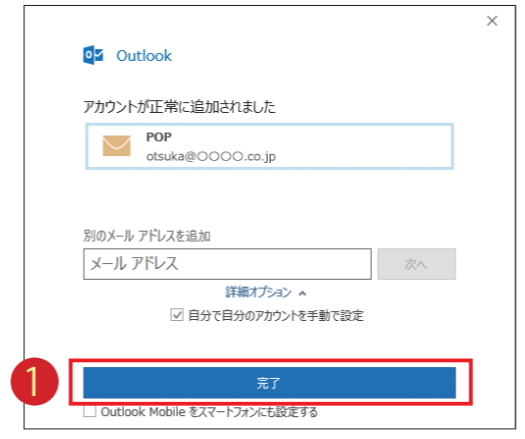 Outlook
アカウントが正常に追加されました
POP
otsuka@○○○○.co.jp
別のメール アドレスを追加
メール アドレス
次へ
詳細オプション
自分で自分のアカウントを手動で設定
1
完了
Outlook Mobile をスマートフォンにも設定する